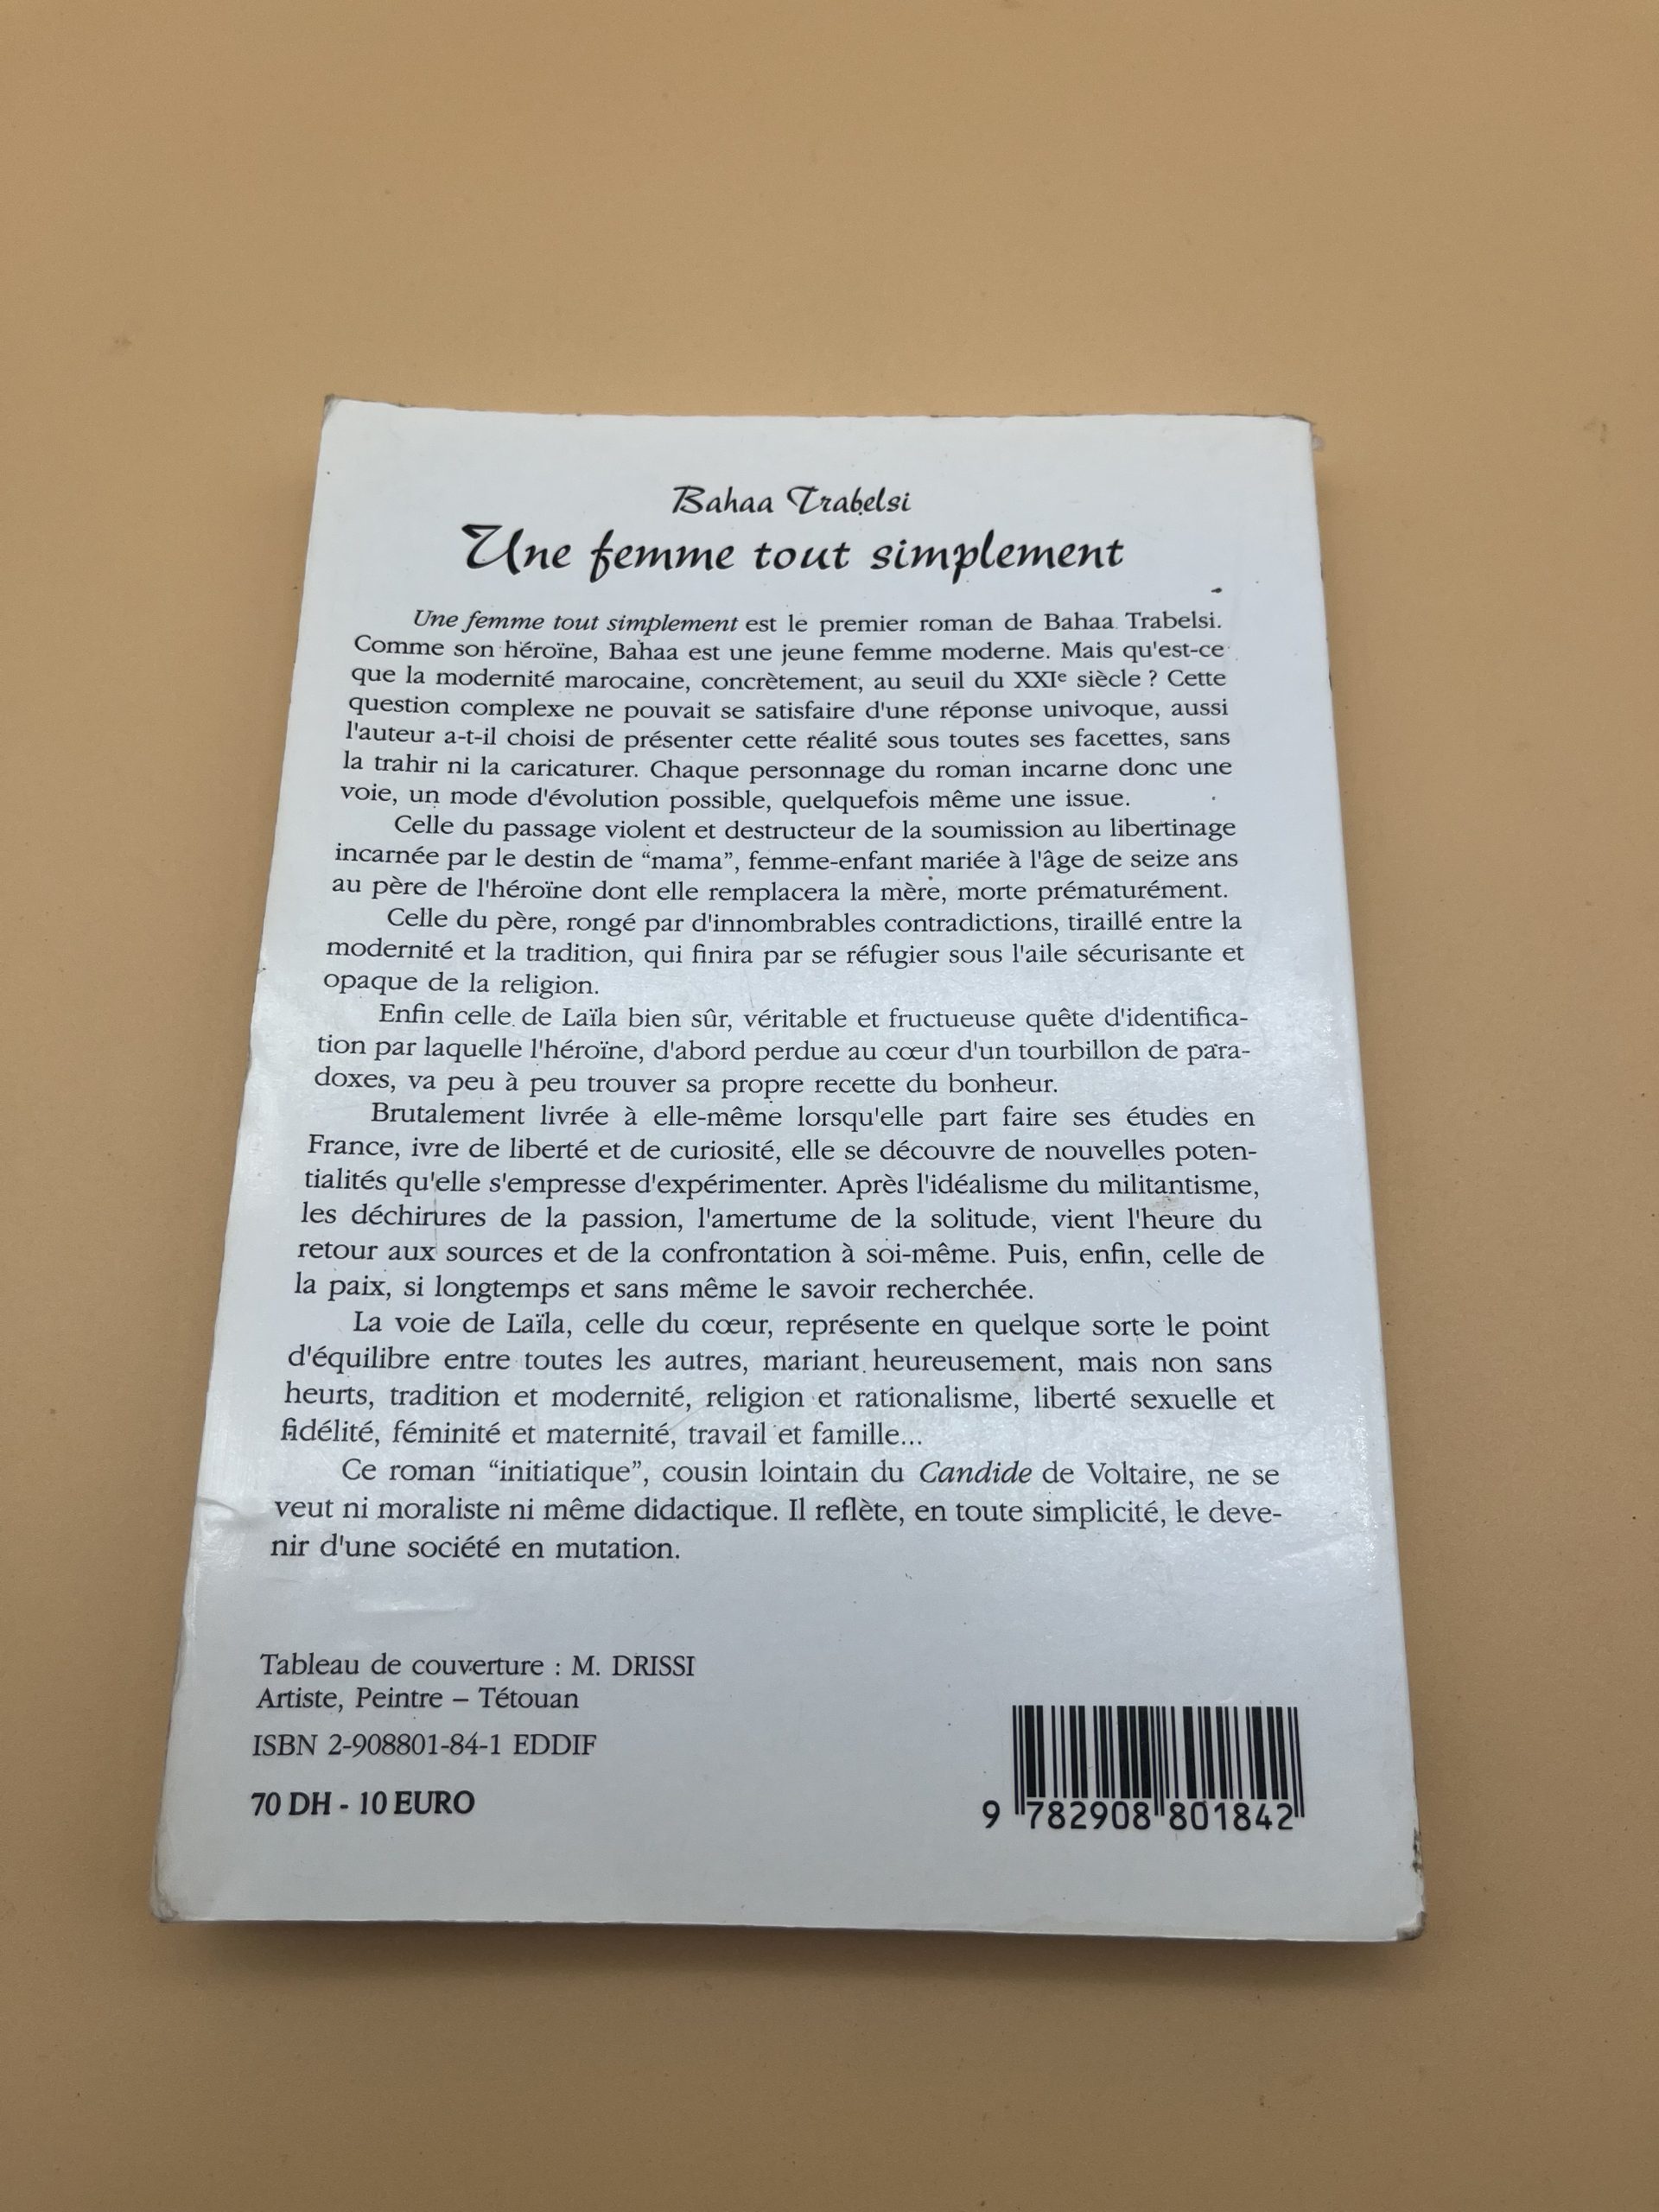 Bahaa Trabelsi
Une femme tout simplement
Une femme tout simplement est le premier roman de Bahaa Trabelsi.
Comme son héroïne, Bahaa est une jeune femme moderne. Mais qu'est-ce
que la modernité marocaine, concrètement, au seuil du XXIe siècle ? Cette
question complexe ne pouvait se satisfaire d'une réponse univoque, aussi
l'auteur a-t-il choisi de présenter cette réalité sous toutes ses facettes, sans
la trahir ni la caricaturer. Chaque personnage du roman incarne donc une
voie, un mode d'évolution possible, quelquefois même une issue.
Celle du passage violent et destructeur de la soumission au libertinage
incarnée par le destin de “mama”, femme-enfant mariée à l'âge de seize ans
au père de l'héroïne dont elle remplacera la mère, morte prématurément.
Celle du père, rongé par d'innombrables contradictions, tiraillé entre la
modernité et la tradition, qui finira par se réfugier sous l'aile sécurisante et
opaque de la religion.
Enfin celle de Laïla bien sûr, véritable et fructueuse quête d'identifica-
tion par laquelle l'héroïne, d'abord perdue au cœur d'un tourbillon de para-
doxes, va peu à peu trouver sa propre recette du bonheur.
Brutalement livrée à elle-même lorsqu'elle part faire ses études en
France, ivre de liberté et de curiosité, elle se découvre de nouvelles poten-
tialités qu'elle s'empresse d'expérimenter. Après l'idéalisme du militantisme,
les déchirures de la passion, l'amertume de la solitude, vient l'heure du
retour aux sources et de la confrontation à soi-même. Puis, enfin, celle de
la paix, si longtemps et sans même le savoir recherchée.
La voie de Laïla, celle du cœur, représente en quelque sorte le point
d'équilibre entre toutes les autres, mariant heureusement, mais non sans
heurts, tradition et modernité, religion et rationalisme, liberté sexuelle et
fidélité, féminité et maternité, travail et famille...
Ce roman “initiatique”, cousin lointain du Candide de Voltaire, ne se
veut ni moraliste ni même didactique. Il reflète, en toute simplicité, le deve-
nir d'une société en mutation.
Tableau de couverture : M. DRISSI
Artiste, Peintre – Tétouan
ISBN 2-908801-84-1 EDDIF
70 DH - 10 EURO
9 782908 801842